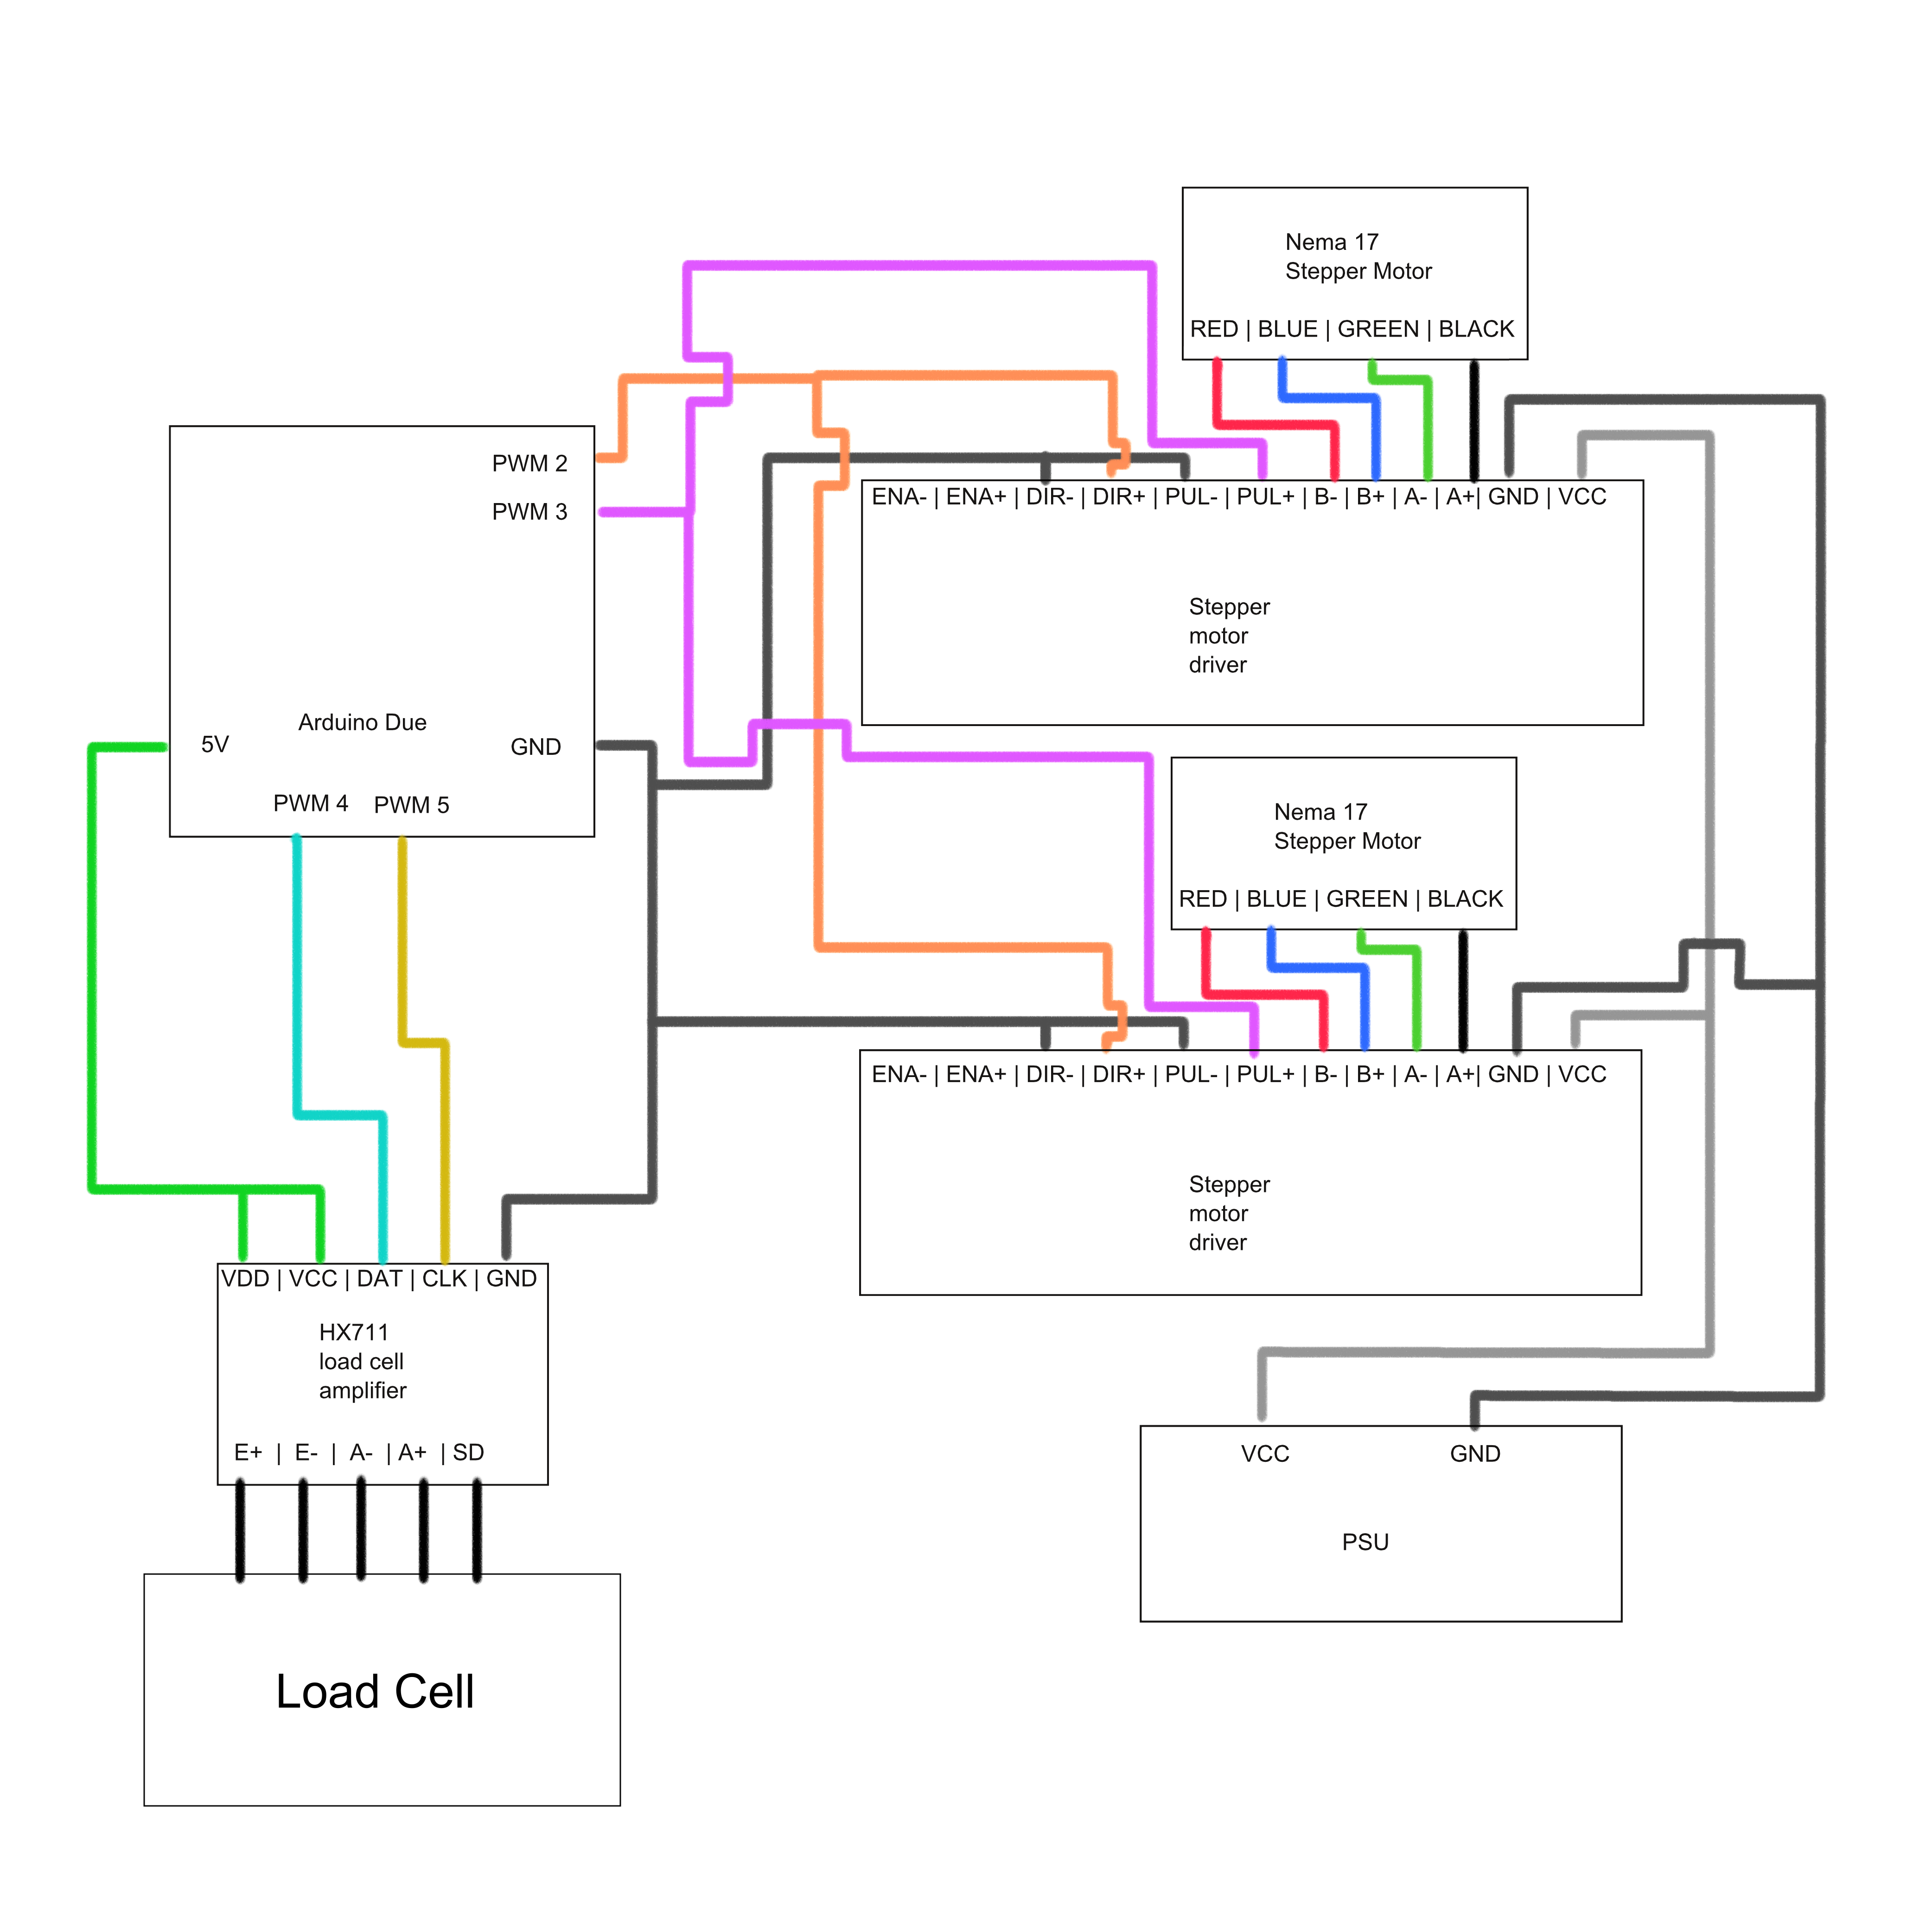 Nema 17
Stepper Motor
RED | BLUE | GREEN | BLACK
PWM 2
PWM 3
Arduino Due
5V
GND
PWM 4
PWM 5
ENA- | ENA+ | DIR- | DIR+ | PUL- | PUL+ | B- | B+ | A- | A+| GND | VCC
Stepper
motor
driver
Nema 17
Stepper Motor
RED | BLUE | GREEN | BLACK
ENA- | ENA+ | DIR- | DIR+ | PUL- | PUL+ | B- | B+ | A- | A+| GND | VCC
Stepper
motor
driver
VDD | VCC | DAT | CLK | GND
HX711
load cell
amplifier
E+ | E- | A- | A+ | SD
Load Cell
VCC
GND
PSU